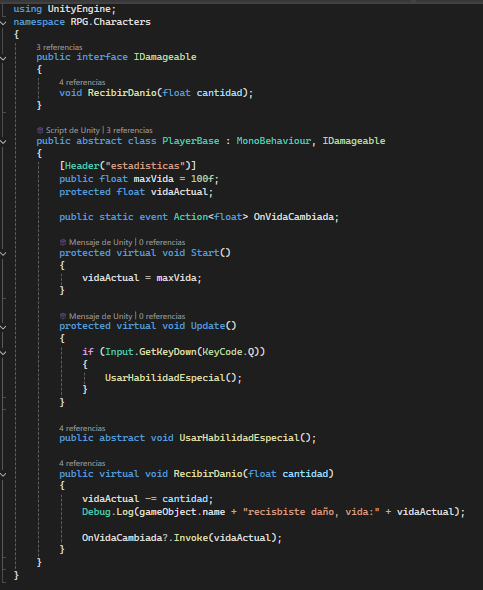 using UnityEngine;
namespace RPG.Characters
{
3 referencias
public interface IDamageable
{
4 referencias
void RecibirDanio(float cantidad);
}
Script de Unity | 3 referencias
public abstract class PlayerBase : MonoBehaviour, IDamageable
{
[Header("estadisticas")]
public float maxVida = 100f;
protected float vidaActual;
public static event Action<float> OnVidaCambiada;
Mensaje de Unity | 0 referencias
protected virtual void Start()
{
vidaActual = maxVida;
}
Mensaje de Unity | 0 referencias
protected virtual void Update()
{
if (Input.GetKeyDown(KeyCode.Q))
{
UsarHabilidadEspecial();
}
}
4 referencias
public abstract void UsarHabilidadEspecial();
4 referencias
public virtual void RecibirDanio(float cantidad)
{
vidaActual -= cantidad;
Debug.Log(gameObject.name + "recisbiste daño, vida:" + vidaActual);
OnVidaCambiada?.Invoke(vidaActual);
}
}
}